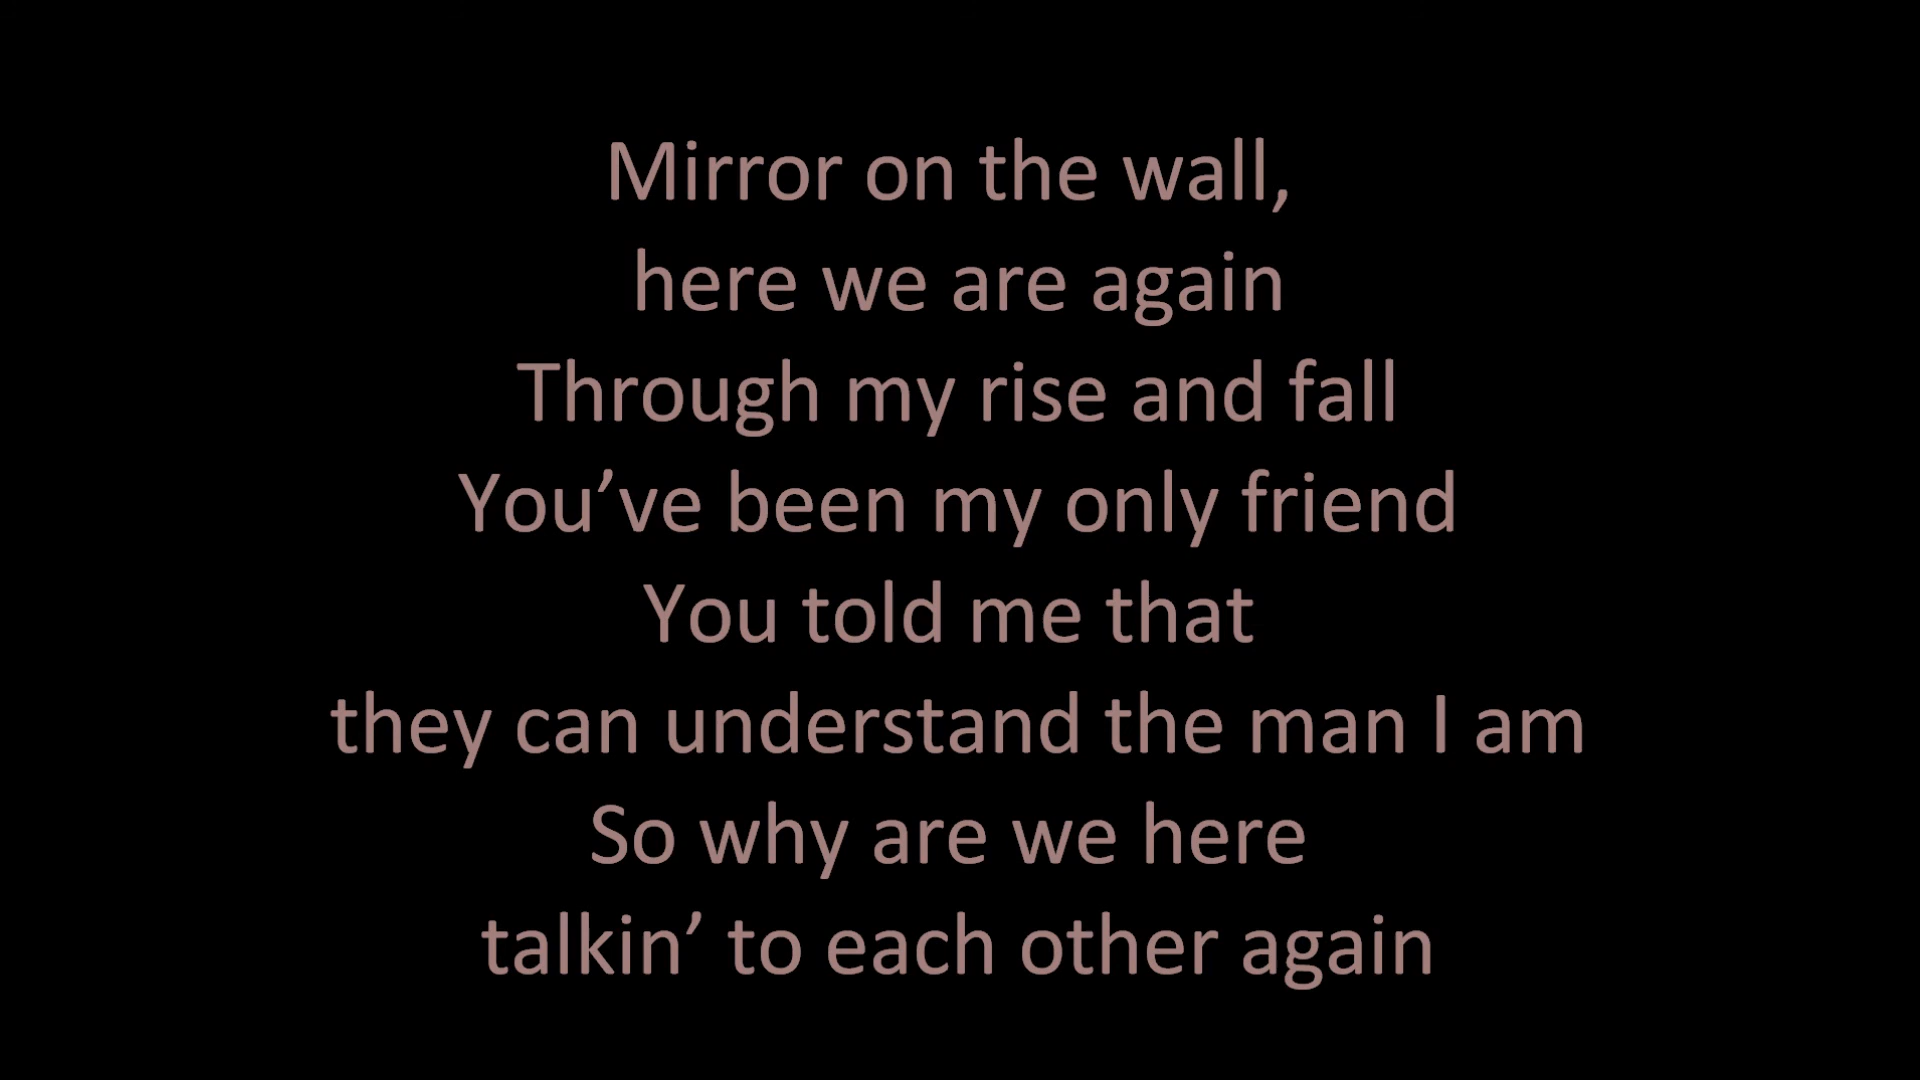 Mirror on the wall,
here we are again
Through my rise and fall
You’ve been my only friend
You told me that
they can understand the man I am
So why are we here
talkin’ to each other again